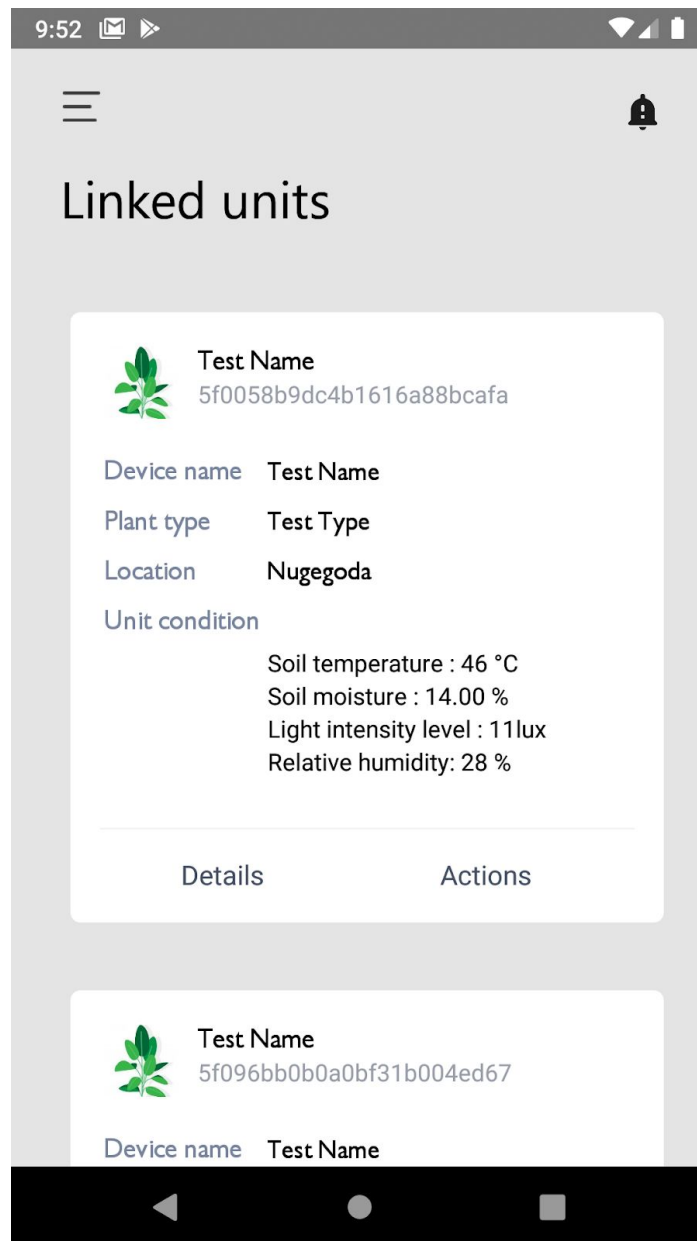 9:52
Linked units
Test Name
5f0058b9dc4b1616a88bcafa
Device name Test Name
Plant type Test Type
Location Nugegoda
Unit condition
Soil temperature : 46 °C
Soil moisture : 14.00 %
Light intensity level : 11lux
Relative humidity: 28 %
Details Actions
Test Name
5f096bb0b0a0bf31b004ed67
Device name Test Name